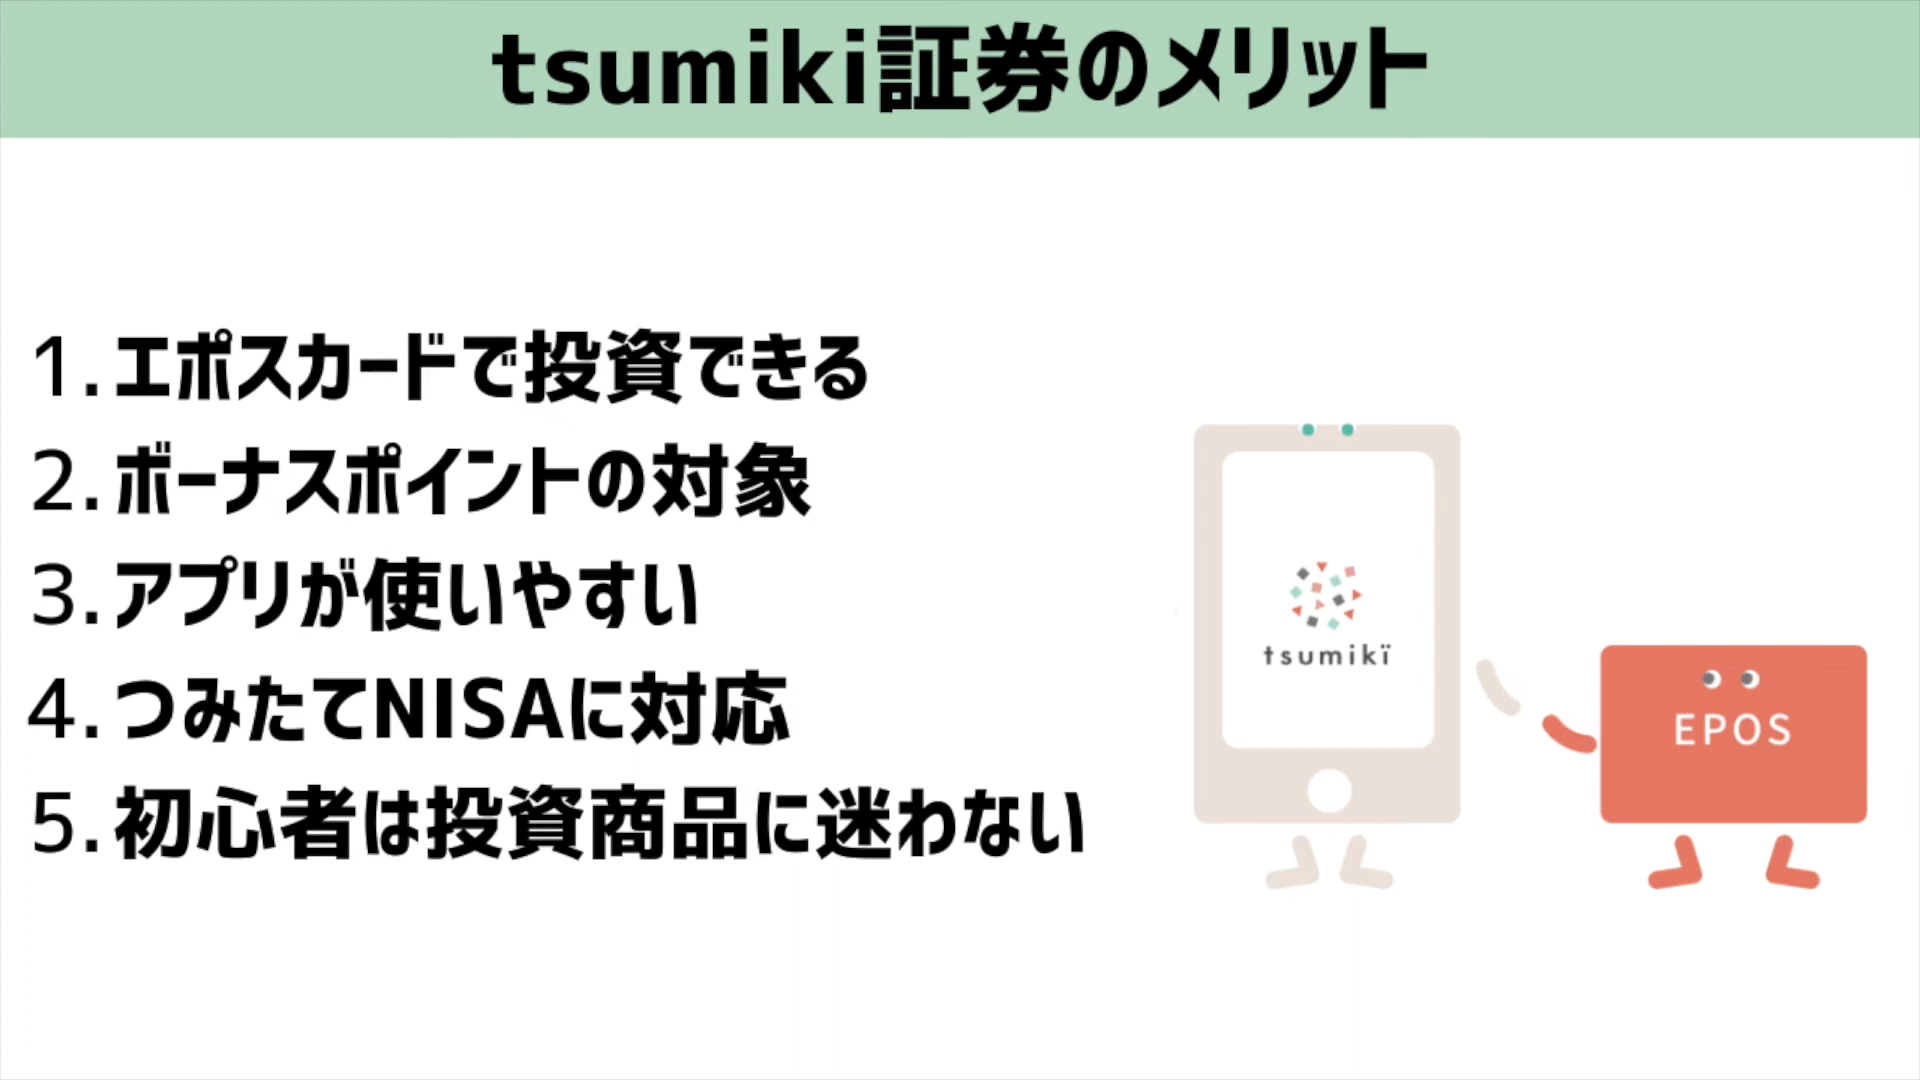 tsumiki証券のメリット
1. エポスカードで投資できる
2. ボーナスポイントの対象
3. アプリが使いやすい
4. つみたてNISAに対応
5. 初心者は投資商品に迷わない
tsumikï
EPOS